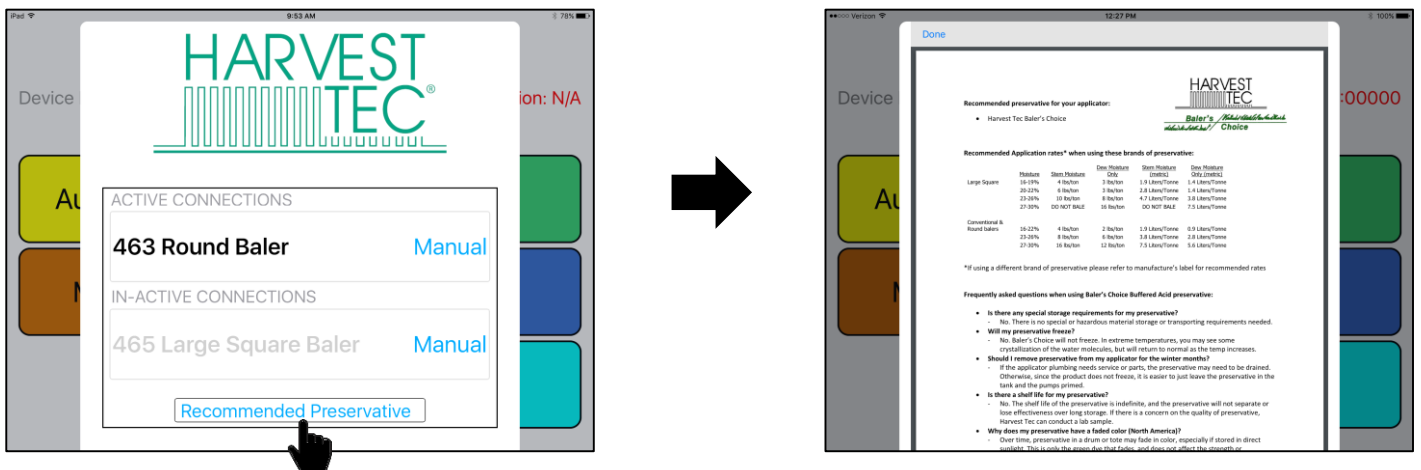 iPad
9:53 AM
78%
HARVEST
TEC®
Device
ion: N/A
Au
ACTIVE CONNECTIONS
463 Round Baler Manual
IN-ACTIVE CONNECTIONS
465 Large Square Baler Manual
Recommended Preservative
Verizon
12:27 PM
100%
Done
Device
:00000
Au
HARVEST
TEC
Baler's
Choice
Recommended preservative for your applicator:
• Harvest Tec Baler's Choice
Recommended Application rates* when using these brands of preservative:
Moisture Stem Moisture Dew Moisture Only Stem Moisture (metric) Dew Moisture Only (metric)
Large Square 16-19% 4 lbs/ton 3 lbs/ton 1.9 Liters/Tonne 1.4 Liters/Tonne
20-22% 6 lbs/ton 3 lbs/ton 2.8 Liters/Tonne 1.4 Liters/Tonne
23-26% 10 lbs/ton 8 lbs/ton 4.7 Liters/Tonne 3.8 Liters/Tonne
27-30% DO NOT BALE 16 lbs/ton DO NOT BALE 7.5 Liters/Tonne
Conventional &
Round balers 16-22% 4 lbs/ton 2 lbs/ton 1.9 Liters/Tonne 0.9 Liters/Tonne
23-26% 8 lbs/ton 6 lbs/ton 3.8 Liters/Tonne 2.8 Liters/Tonne
27-30% 16 lbs/ton 12 lbs/ton 7.5 Liters/Tonne 5.6 Liters/Tonne
*If using a different brand of preservative please refer to manufacture's label for recommended rates
Frequently asked questions when using Baler's Choice Buffered Acid preservative:
• Is there any special storage requirements for my preservative?
- No. There is no special or hazardous material storage or transporting requirements needed.
• Will my preservative freeze?
- No. Baler's Choice will not freeze. In extreme temperatures, you may see some
crystallization of the water molecules, but will return to normal as the temp increases.
• Should I remove preservative from my applicator for the winter months?
- If the applicator plumbing needs service or parts, the preservative may need to be drained.
Otherwise, since the product does not freeze, it is easier to just leave the preservative in the
tank and the pumps primed.
• Is there a shelf life for my preservative?
- No. The shelf life of the preservative is indefinite, and the preservative will not separate or
lose effectiveness over long storage. If there is a concern on the quality of preservative,
Harvest Tec can conduct a lab sample.
• Why does my preservative have a faded color (North America)?
- Over time, preservative in a drum or tote may fade in color, especially if stored in direct
sunlight. This is only the green dye that fades, and does not affect the strength or